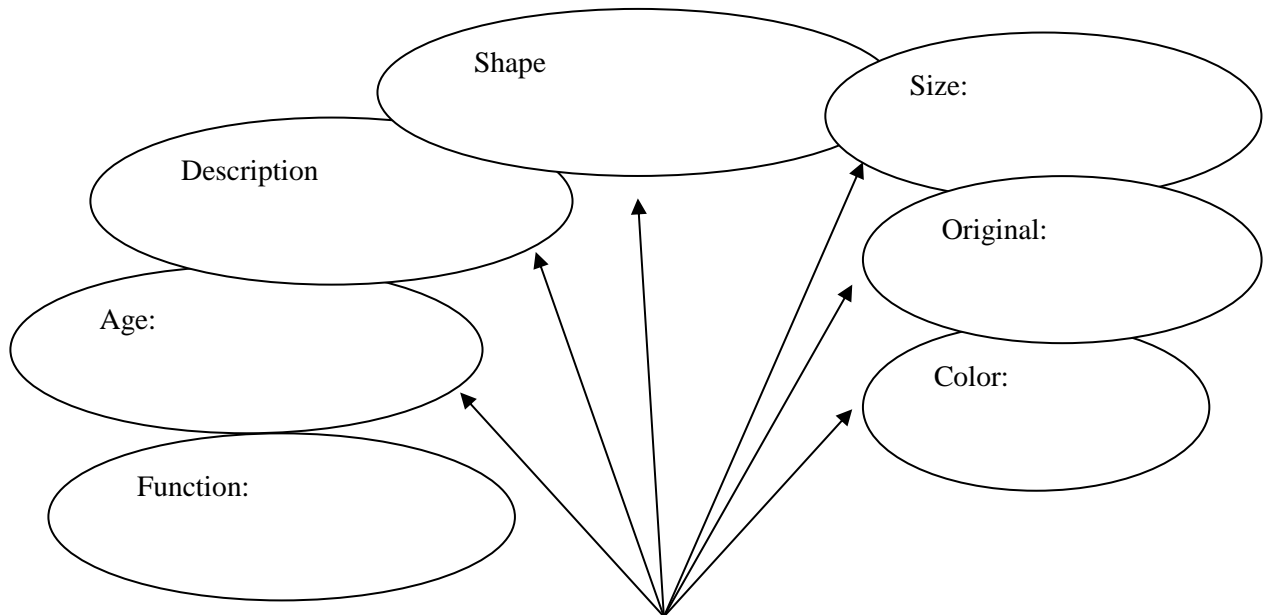 Shape
Size:
Description
Original:
Age:
Color:
Function: